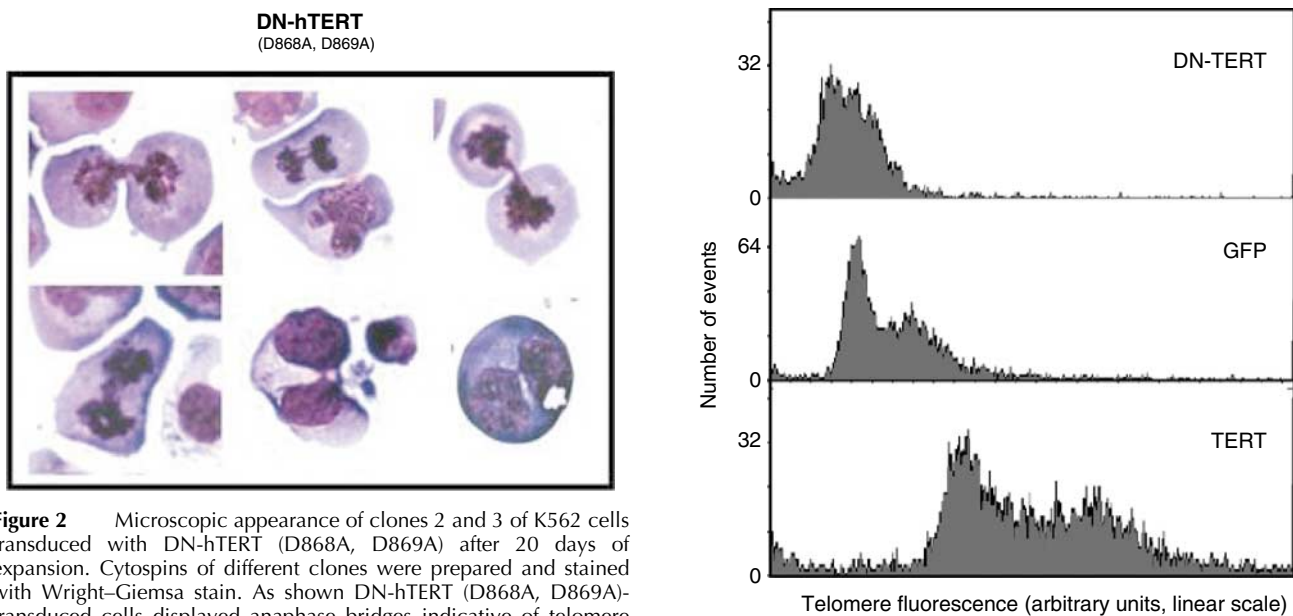 DN-hTERT
(D868A, D869A)
Figure 2 Microscopic appearance of clones 2 and 3 of K562 cells
transduced with DN-hTERT (D868A, D869A) after 20 days of
expansion. Cytospins of different clones were prepared and stained
with Wright–Giemsa stain. As shown DN-hTERT (D868A, D869A)-
transduced cells displayed anaphase bridges indicative of telomere
32
DN-TERT
0
64
GFP
0
32
TERT
0
Number of events
Telomere fluorescence (arbitrary units, linear scale)